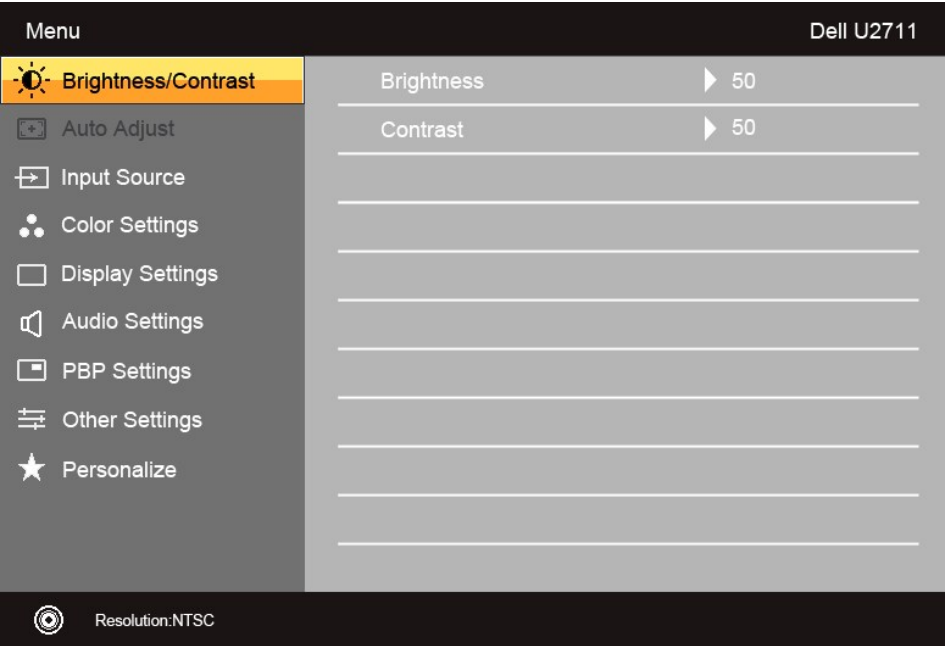 Menu
Dell U2711
Brightness/Contrast
Brightness 50
Auto Adjust
Contrast 50
Input Source
Color Settings
Display Settings
Audio Settings
PBP Settings
Other Settings
Personalize
Resolution:NTSC